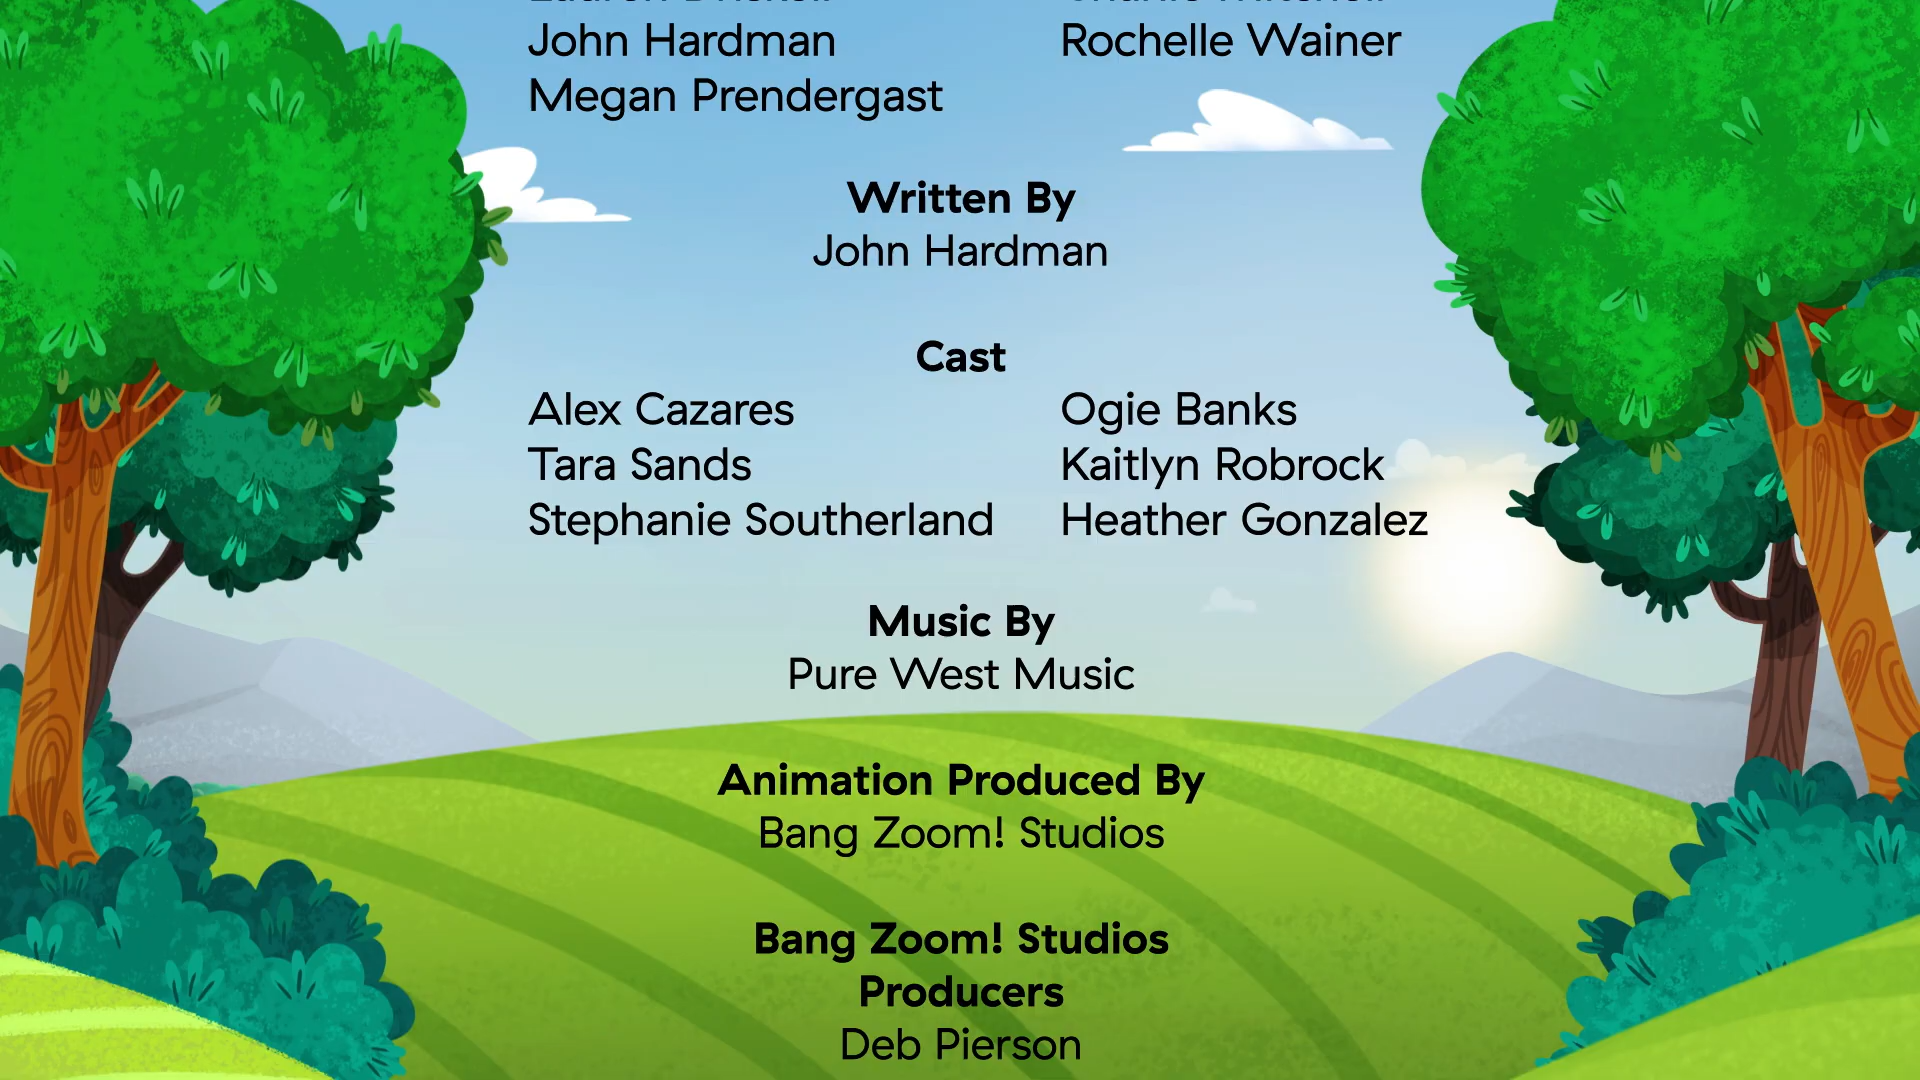 John Hardman Rochelle Wainer
Megan Prendergast
Written By
John Hardman
Cast
Alex Cazares Ogie Banks
Tara Sands Kaitlyn Robrock
Stephanie Southerland Heather Gonzalez
Music By
Pure West Music
Animation Produced By
Bang Zoom! Studios
Bang Zoom! Studios
Producers
Deb Pierson